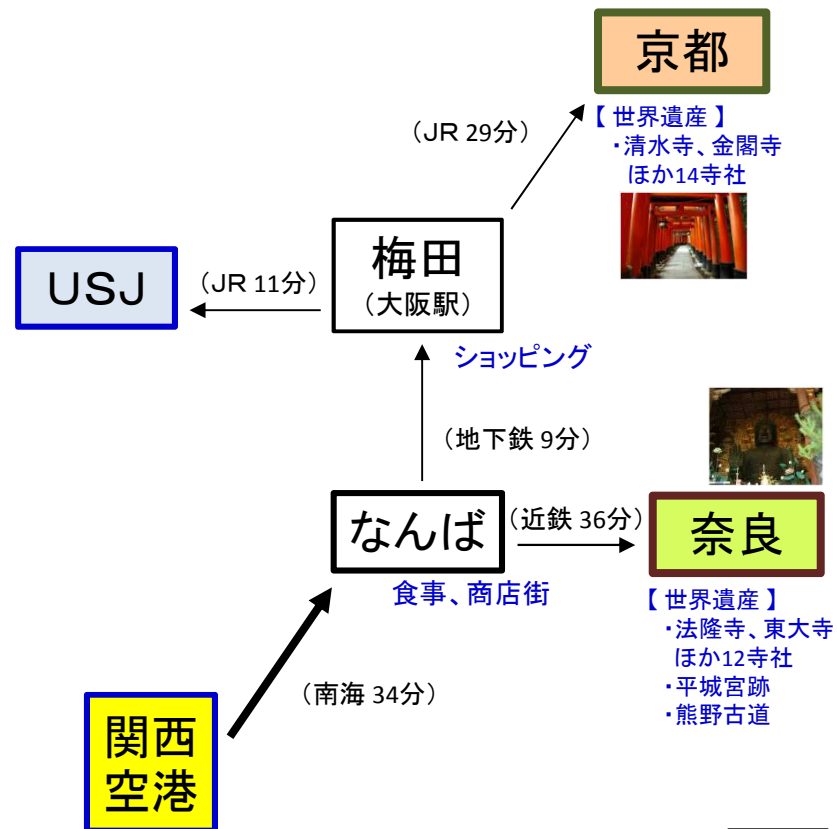 京都
【 世界遺産 】
・清水寺、金閣寺
ほか14寺社
（JR 29分）
梅田
（大阪駅）
（JR 11分）
USJ
ショッピング
（地下鉄 9分）
なんば
（近鉄 36分）
奈良
食事、商店街
【 世界遺産 】
・法隆寺、東大寺
ほか12寺社
・平城宮跡
・熊野古道
（南海 34分）
関西
空港